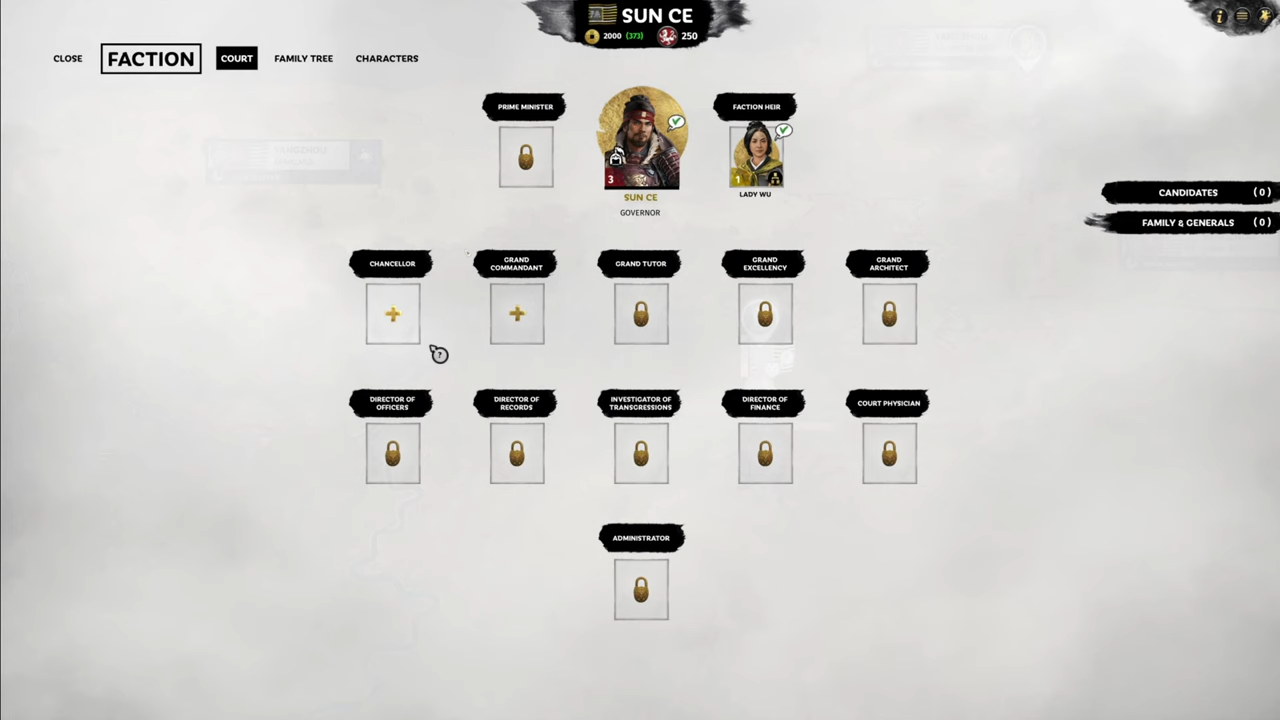 SUN CE
2000 (373) 250
CLOSE FACTION COURT FAMILY TREE CHARACTERS
PRIME MINISTER
FACTION HEIR
3
1
SUN CE
GOVERNOR
LADY WU
CANDIDATES (0)
FAMILY & GENERALS (0)
CHANCELLOR
GRAND
COMMANDANT
GRAND TUTOR
GRAND
EXCELLENCY
GRAND
ARCHITECT
?
DIRECTOR OF
OFFICERS
DIRECTOR OF
RECORDS
INVESTIGATOR OF
TRANSGRESSIONS
DIRECTOR OF
FINANCE
COURT PHYSICIAN
ADMINISTRATOR